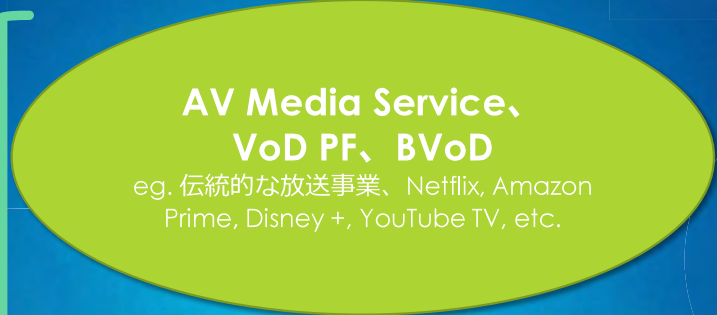 AV Media Service、
VoD PF、BVoD
eg. 伝統的な放送事業、Netflix, Amazon
Prime, Disney +, YouTube TV, etc.